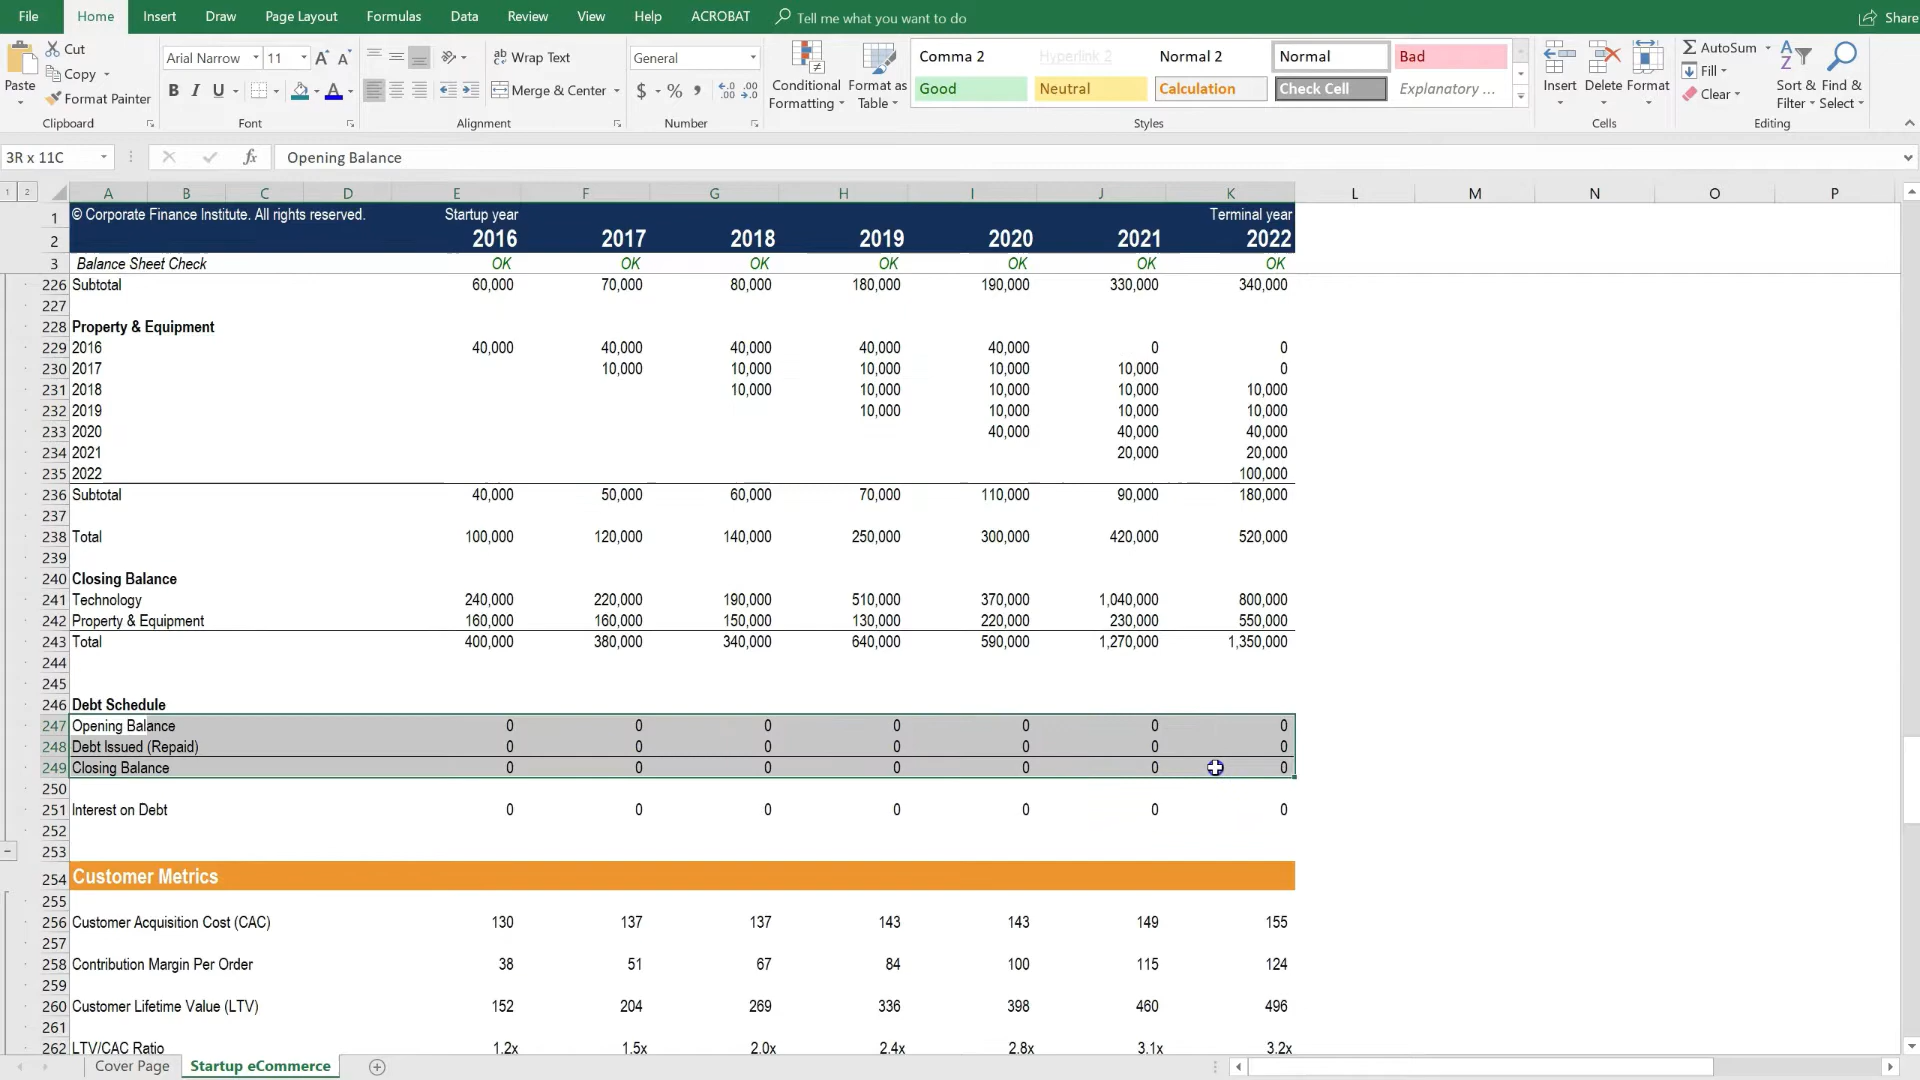 File Home Insert Draw Page Layout Formulas Data Review View Help ACROBAT Tell me what you want to do Share
Paste Cut Copy Format Painter Clipboard
Arial Narrow 11 A A B I U A Font
Wrap Text Merge & Center Alignment
General $ % Number
Conditional Formatting Format as Table
Comma 2 Hyperlink 2 Normal 2 Normal Bad
Good Neutral Calculation Check Cell Explanatory ...
Styles
Insert Delete Format Cells
AutoSum Fill Clear Sort & Filter Find & Select Editing
3R x 11C fx Opening Balance
1 2 A B C D E F G H I J K L M N O P
1 © Corporate Finance Institute. All rights reserved. Startup year Terminal year
2 2016 2017 2018 2019 2020 2021 2022
3 Balance Sheet Check OK OK OK OK OK OK OK
226 Subtotal 60,000 70,000 80,000 180,000 190,000 330,000 340,000
227
228 Property & Equipment
229 2016 40,000 40,000 40,000 40,000 40,000 0 0
230 2017 10,000 10,000 10,000 10,000 10,000 0
231 2018 10,000 10,000 10,000 10,000 10,000
232 2019 10,000 10,000 10,000 10,000
233 2020 40,000 40,000 40,000
234 2021 20,000 20,000
235 2022 100,000
236 Subtotal 40,000 50,000 60,000 70,000 110,000 90,000 180,000
237
238 Total 100,000 120,000 140,000 250,000 300,000 420,000 520,000
239
240 Closing Balance
241 Technology 240,000 220,000 190,000 510,000 370,000 1,040,000 800,000
242 Property & Equipment 160,000 160,000 150,000 130,000 220,000 230,000 550,000
243 Total 400,000 380,000 340,000 640,000 590,000 1,270,000 1,350,000
244
245
246 Debt Schedule
247 Opening Balance 0 0 0 0 0 0 0
248 Debt Issued (Repaid) 0 0 0 0 0 0 0
249 Closing Balance 0 0 0 0 0 0 0
250
251 Interest on Debt 0 0 0 0 0 0 0
252
253
254 Customer Metrics
255
256 Customer Acquisition Cost (CAC) 130 137 137 143 143 149 155
257
258 Contribution Margin Per Order 38 51 67 84 100 115 124
259
260 Customer Lifetime Value (LTV) 152 204 269 336 398 460 496
261
262 LTV/CAC Ratio 1.2x 1.5x 2.0x 2.4x 2.8x 3.1x 3.2x
Cover Page Startup eCommerce